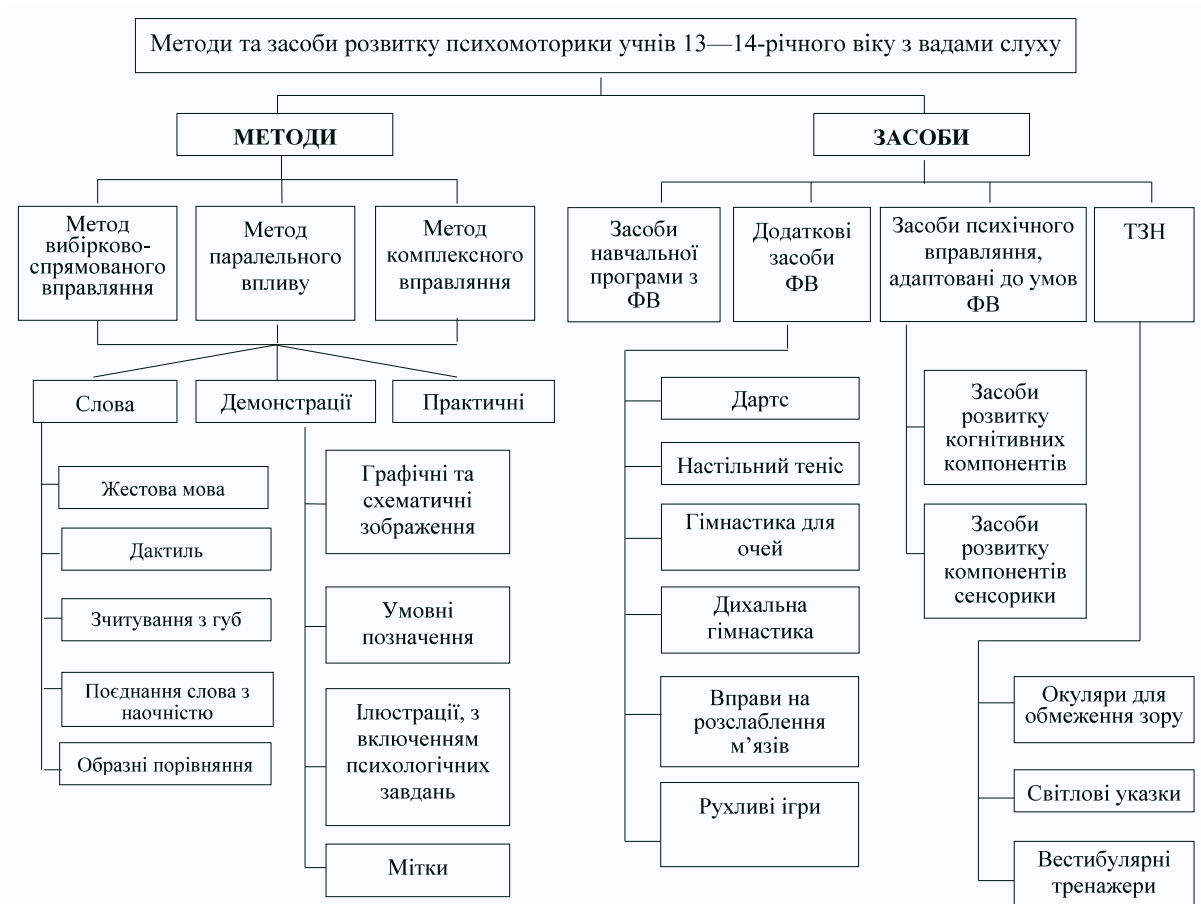 Методи та засоби розвитку психомоторики учнів 13—14-річного віку з вадами слуху
МЕТОДИ
ЗАСОБИ
Метод
вибірково-
спрямованого
вправляння
Метод
паралельного
впливу
Метод
комплексного
вправляння
Засоби
навчальної
програми з
ФВ
Додаткові
засоби
ФВ
Засоби психічного
вправляння,
адаптовані до умов
ФВ
ТЗН
Слова
Демонстрації
Практичні
Жестова мова
Дактиль
Зчитування з губ
Поєднання слова з
наочністю
Образні порівняння
Графічні та
схематичні
зображення
Умовні
позначення
Ілюстрації, з
включенням
психологічних
завдань
Мітки
Дартс
Настільний теніс
Гімнастика для
очей
Дихальна
гімнастика
Вправи на
розслаблення
м’язів
Рухливі ігри
Засоби
розвитку
когнітивних
компонентів
Засоби
розвитку
компонентів
сенсорики
Окуляри для
обмеження зору
Світлові указки
Вестибулярні
тренажери